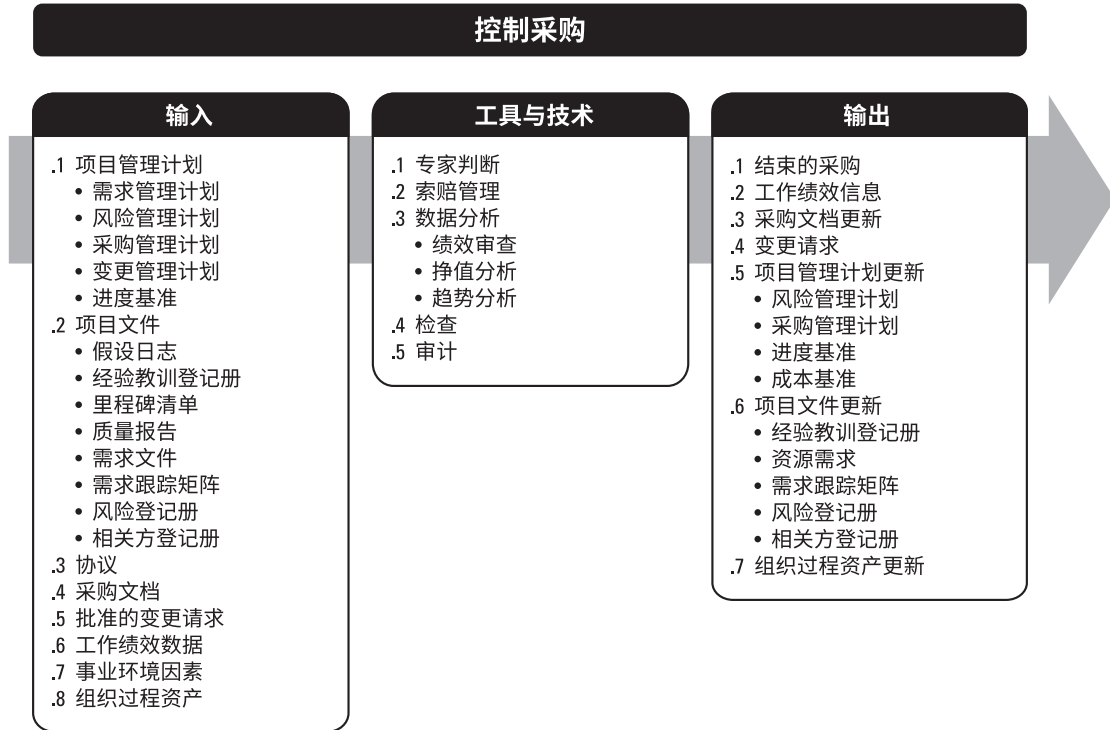 控制采购
输入
.1 项目管理计划
• 需求管理计划
• 风险管理计划
• 采购管理计划
• 变更管理计划
• 进度基准
.2 项目文件
• 假设日志
• 经验教训登记册
• 里程碑清单
• 质量报告
• 需求文件
• 需求跟踪矩阵
• 风险登记册
• 相关方登记册
.3 协议
.4 采购文档
.5 批准的变更请求
.6 工作绩效数据
.7 事业环境因素
.8 组织过程资产
工具与技术
.1 专家判断
.2 索赔管理
.3 数据分析
• 绩效审查
• 挣值分析
• 趋势分析
.4 检查
.5 审计
输出
.1 结束的采购
.2 工作绩效信息
.3 采购文档更新
.4 变更请求
.5 项目管理计划更新
• 风险管理计划
• 采购管理计划
• 进度基准
• 成本基准
.6 项目文件更新
• 经验教训登记册
• 资源需求
• 需求跟踪矩阵
• 风险登记册
• 相关方登记册
.7 组织过程资产更新